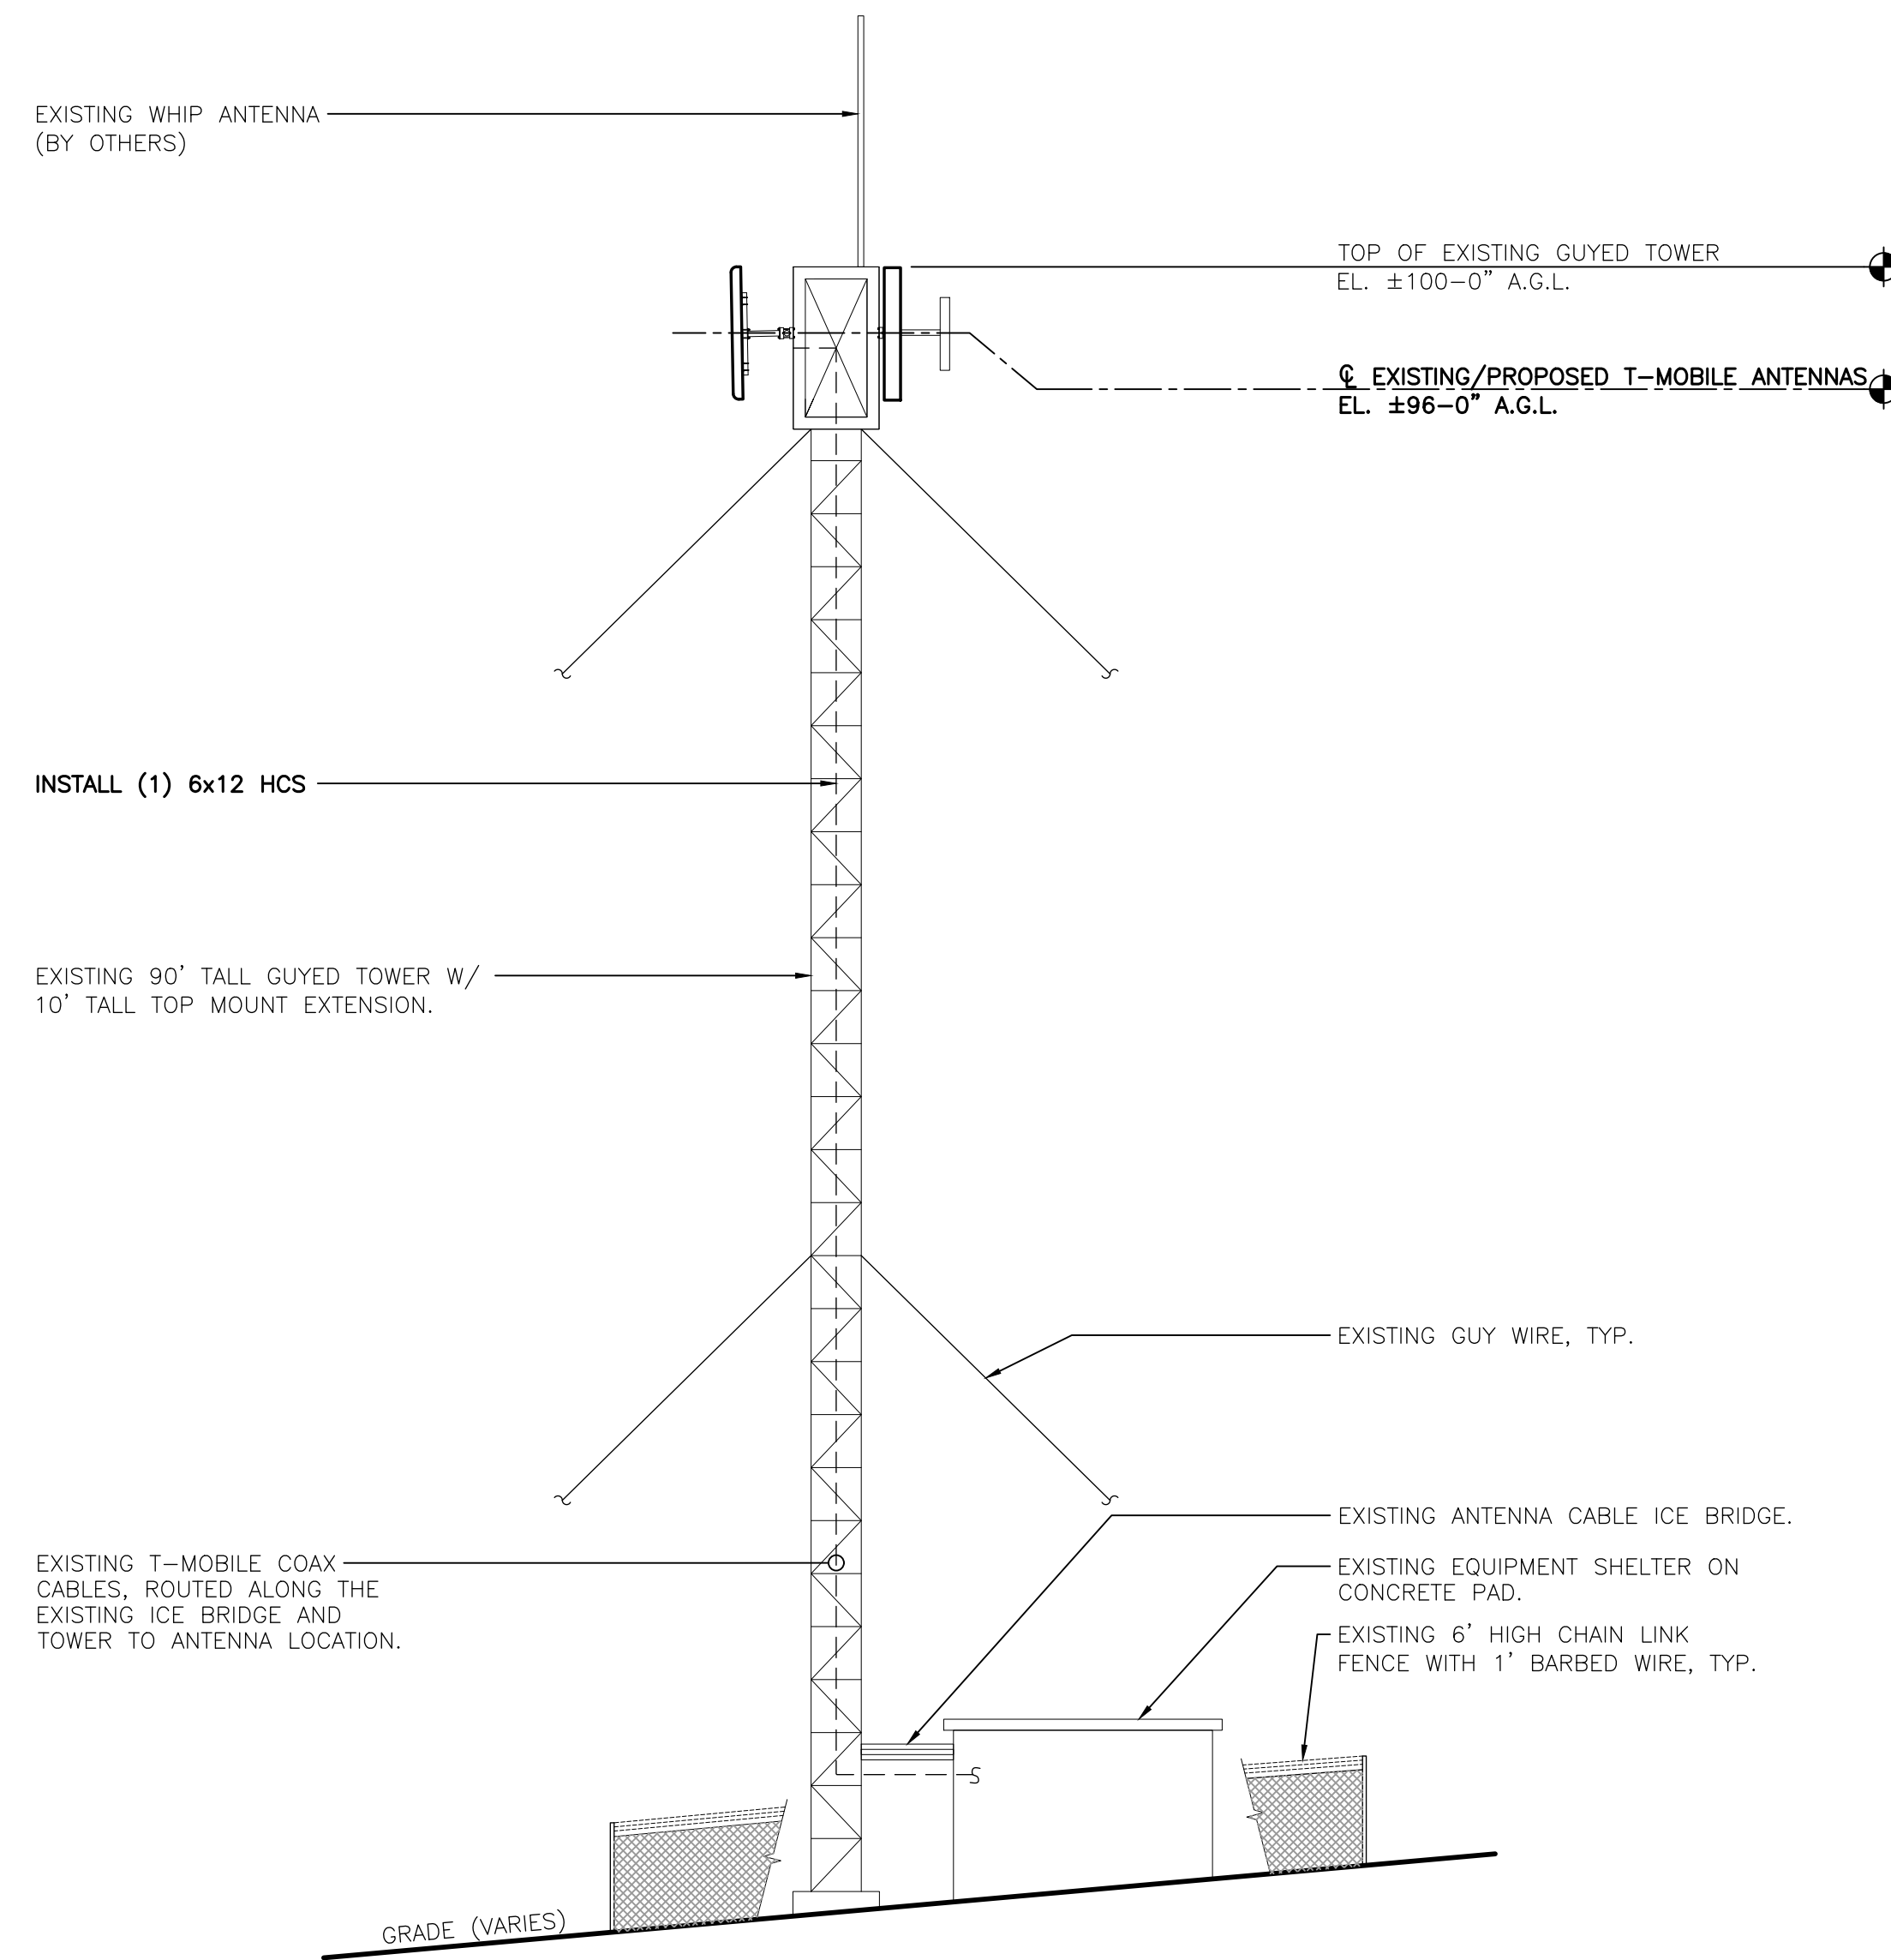 EXISTING WHIP ANTENNA
(BY OTHERS)
TOP OF EXISTING GUYED TOWER
EL. ±100-0" A.G.L.
℄ EXISTING/PROPOSED T-MOBILE ANTENNAS
EL. ±96-0" A.G.L.
INSTALL (1) 6x12 HCS
EXISTING 90' TALL GUYED TOWER W/
10' TALL TOP MOUNT EXTENSION.
EXISTING GUY WIRE, TYP.
EXISTING ANTENNA CABLE ICE BRIDGE.
EXISTING T-MOBILE COAX
CABLES, ROUTED ALONG THE
EXISTING ICE BRIDGE AND
TOWER TO ANTENNA LOCATION.
EXISTING EQUIPMENT SHELTER ON
CONCRETE PAD.
EXISTING 6' HIGH CHAIN LINK
FENCE WITH 1' BARBED WIRE, TYP.
GRADE (VARIES)